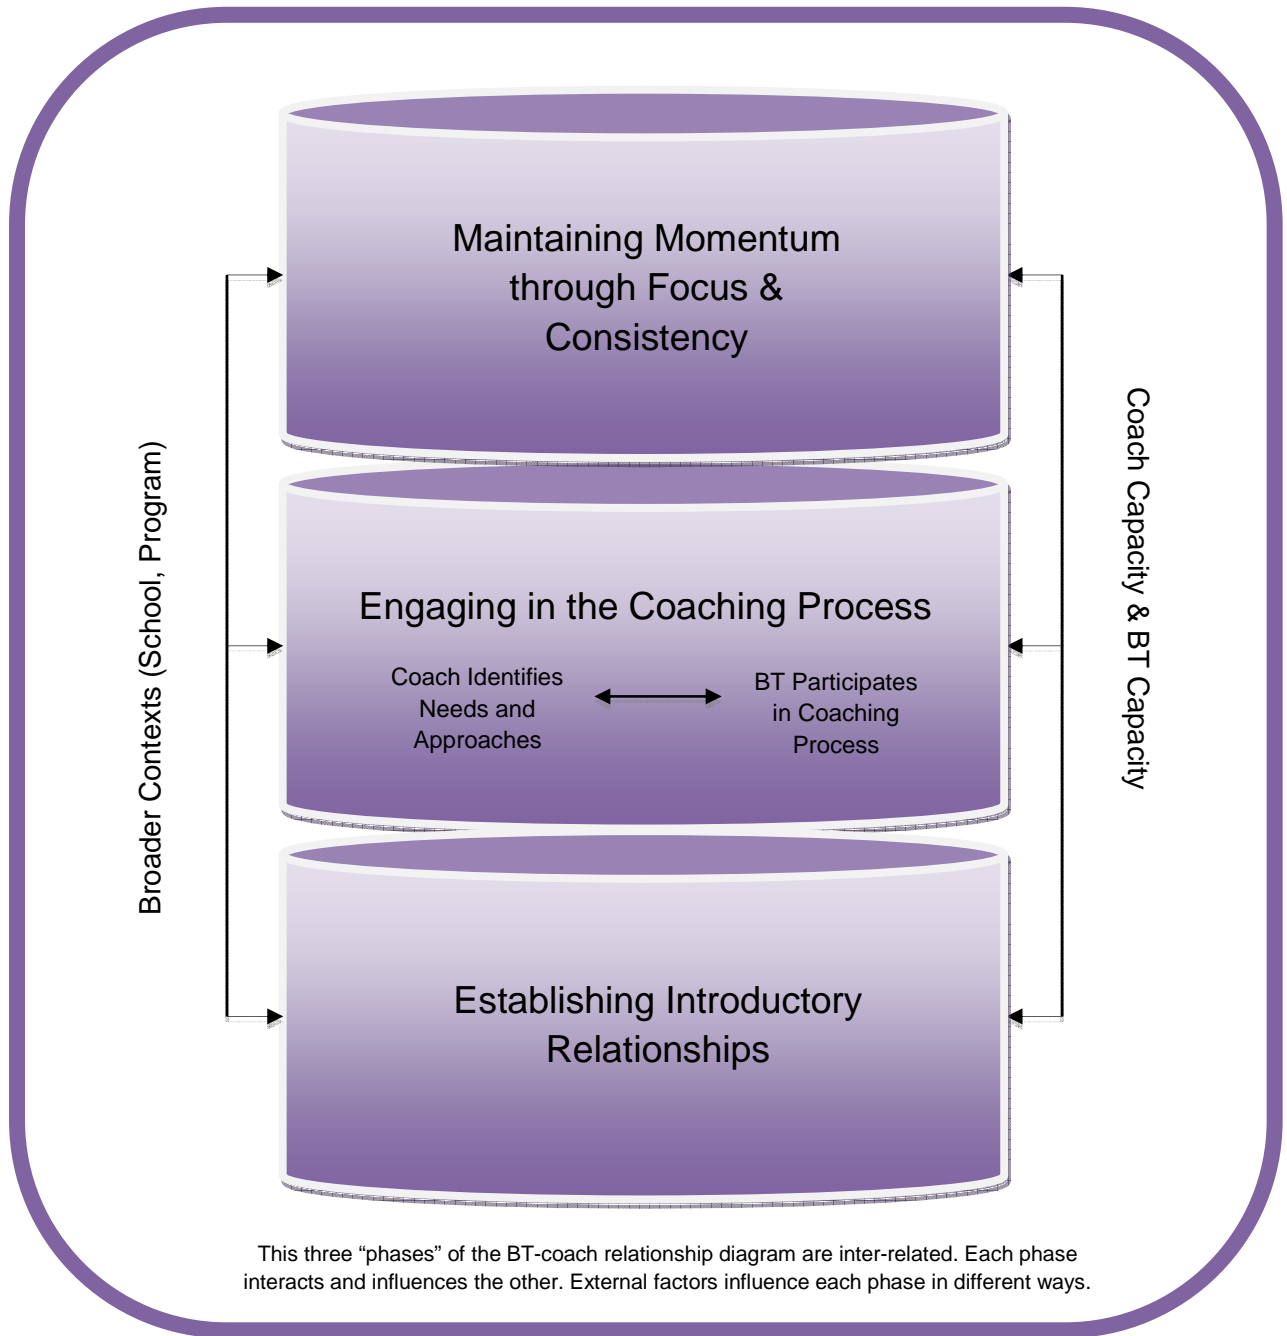 Maintaining Momentum
through Focus &
Consistency
Broader Contexts (School, Program)
Coach Capacity & BT Capacity
Engaging in the Coaching Process
Coach Identifies
Needs and
Approaches
BT Participates
in Coaching
Process
Establishing Introductory
Relationships
This three “phases” of the BT-coach relationship diagram are inter-related. Each phase
interacts and influences the other. External factors influence each phase in different ways.